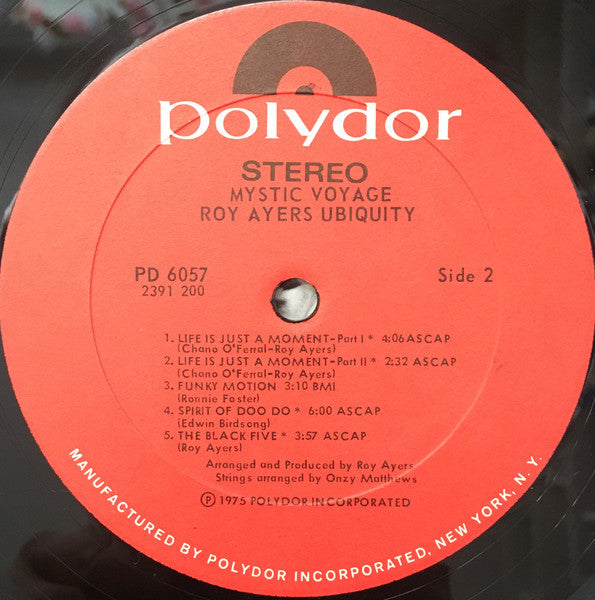 polydor
STEREO
MYSTIC VOYAGE
ROY AYERS UBIQUITY
PD 6057
2391 200
Side 2
1. LIFE IS JUST A MOMENT-Part I * 4:06 ASCAP
(Chano O'Ferral-Roy Ayers)
2. LIFE IS JUST A MOMENT-Part II * 2:32 ASCAP
(Chano O'Ferral-Roy Ayers)
3. FUNKY MOTION 3:10 BMI
(Ronnie Foster)
4. SPIRIT OF DOO DO * 6:00 ASCAP
(Edwin Birdsong)
5. THE BLACK FIVE * 3:57 ASCAP
(Roy Ayers)
Arranged and Produced by Roy Ayers
Strings arranged by Onzy Matthews
℗ 1975 POLYDOR INCORPORATED
MANUFACTURED BY POLYDOR INCORPORATED, NEW YORK, N. Y.